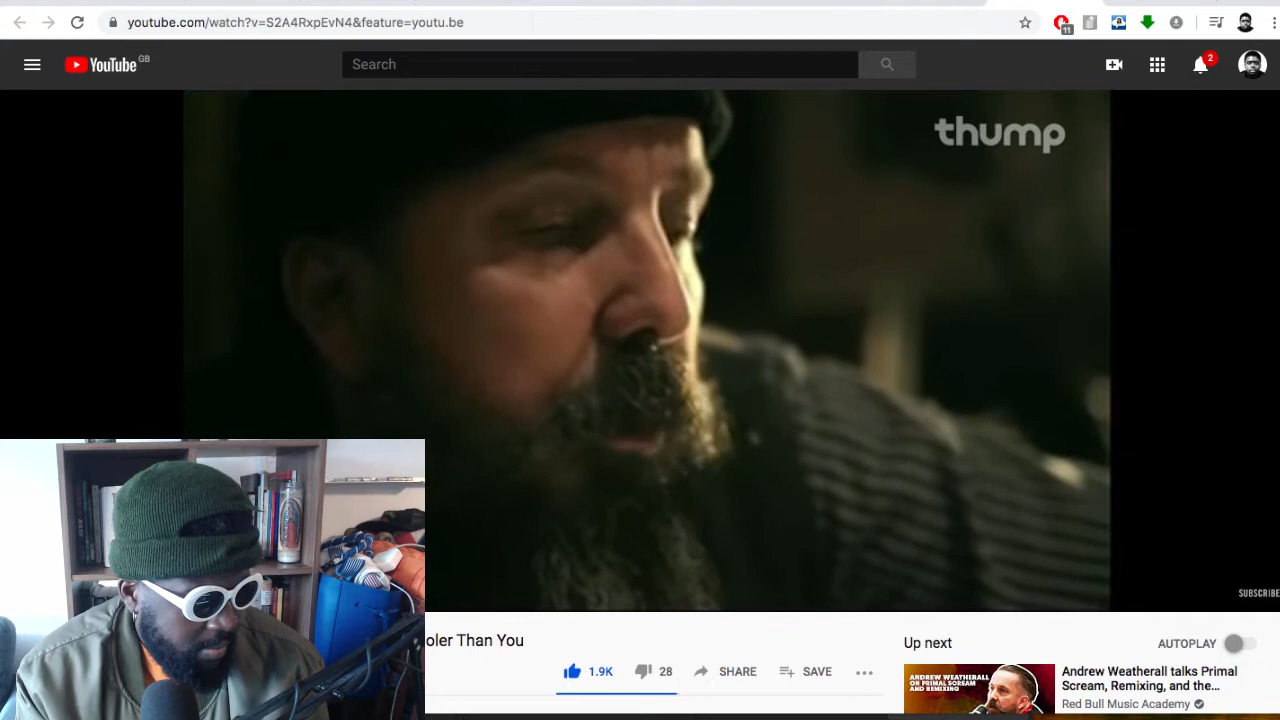 youtube.com/watch?v=S2A4RxpEvN4&feature=youtu.be
11
YouTube GB
Search
2
thump
SUBSCRIBE
oler Than You
1.9K
28
SHARE
SAVE
Up next
AUTOPLAY
ANDREW WEATHERALL
ON PRIMAL SCREAM
AND REMIXING
Andrew Weatherall talks Primal
Scream, Remixing, and the...
Red Bull Music Academy